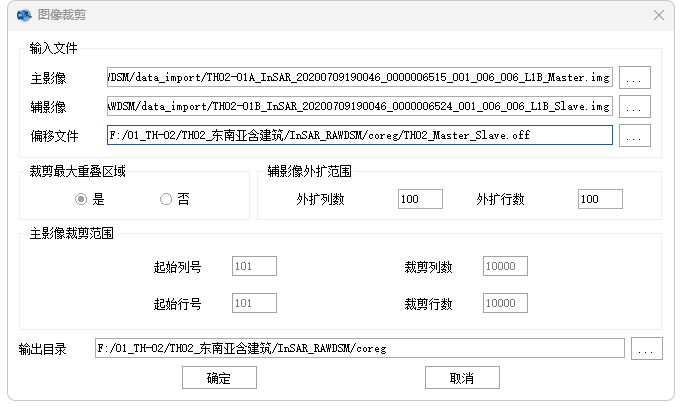 图像裁剪
输入文件
主影像 WDSM/data_import/TH02-01A_InSAR_20200709190046_0000006515_001_006_006_L1B_Master.img ...
辅影像 AWDSM/data_import/TH02-01B_InSAR_20200709190046_0000006524_001_006_006_L1B_Slave.img ...
偏移文件 F:/01_TH-02/TH02_东南亚含建筑/InSAR_RAWDSM/coreg/TH02_Master_Slave.off ...
裁剪最大重叠区域 辅影像外扩范围
是 否 外扩列数 100 外扩行数 100
主影像裁剪范围
起始列号 101 裁剪列数 10000
起始行号 101 裁剪行数 10000
输出目录 F:/01_TH-02/TH02_东南亚含建筑/InSAR_RAWDSM/coreg ...
确定 取消